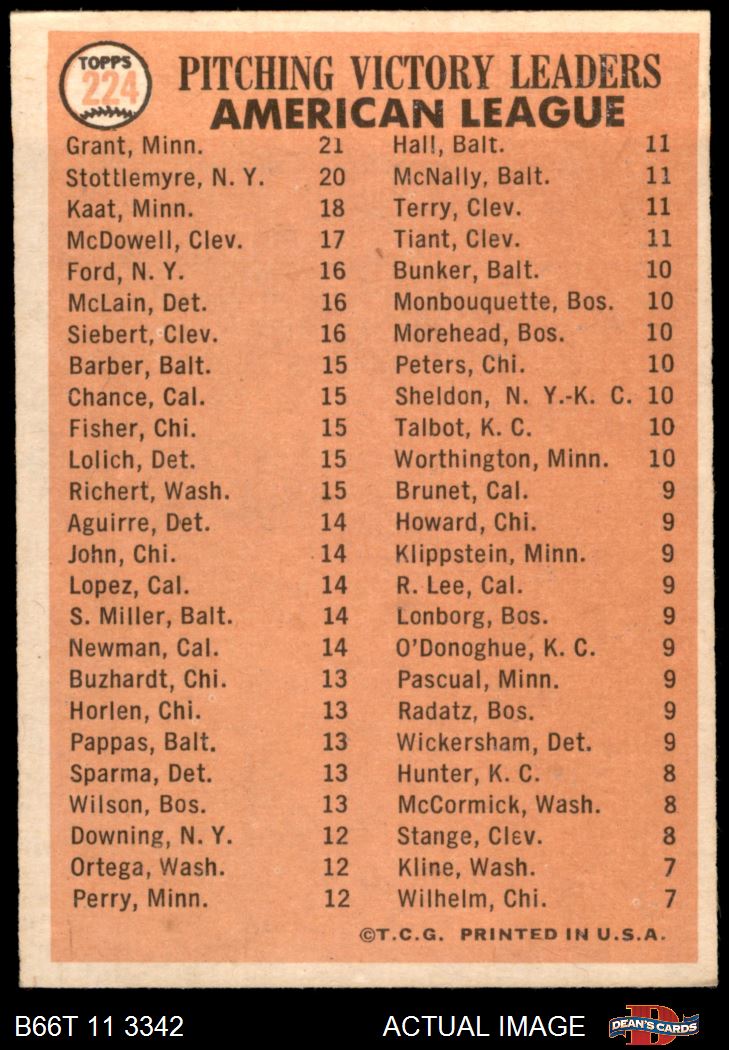 TOPPS
224
PITCHING VICTORY LEADERS
AMERICAN LEAGUE
Grant, Minn. 21
Stottlemyre, N. Y. 20
Kaat, Minn. 18
McDowell, Clev. 17
Ford, N. Y. 16
McLain, Det. 16
Siebert, Clev. 16
Barber, Balt. 15
Chance, Cal. 15
Fisher, Chi. 15
Lolich, Det. 15
Richert, Wash. 15
Aguirre, Det. 14
John, Chi. 14
Lopez, Cal. 14
S. Miller, Balt. 14
Newman, Cal. 14
Buzhardt, Chi. 13
Horlen, Chi. 13
Pappas, Balt. 13
Sparma, Det. 13
Wilson, Bos. 13
Downing, N. Y. 12
Ortega, Wash. 12
Perry, Minn. 12
Hall, Balt. 11
McNally, Balt. 11
Terry, Clev. 11
Tiant, Clev. 11
Bunker, Balt. 10
Monbouquette, Bos. 10
Morehead, Bos. 10
Peters, Chi. 10
Sheldon, N. Y.-K. C. 10
Talbot, K. C. 10
Worthington, Minn. 10
Brunet, Cal. 9
Howard, Chi. 9
Klippstein, Minn. 9
R. Lee, Cal. 9
Lonborg, Bos. 9
O'Donoghue, K. C. 9
Pascual, Minn. 9
Radatz, Bos. 9
Wickersham, Det. 9
Hunter, K. C. 8
McCormick, Wash. 8
Stange, Clev. 8
Kline, Wash. 7
Wilhelm, Chi. 7
©T.C.G. PRINTED IN U.S.A.
B66T 11 3342
ACTUAL IMAGE
D
DEAN'S CARDS